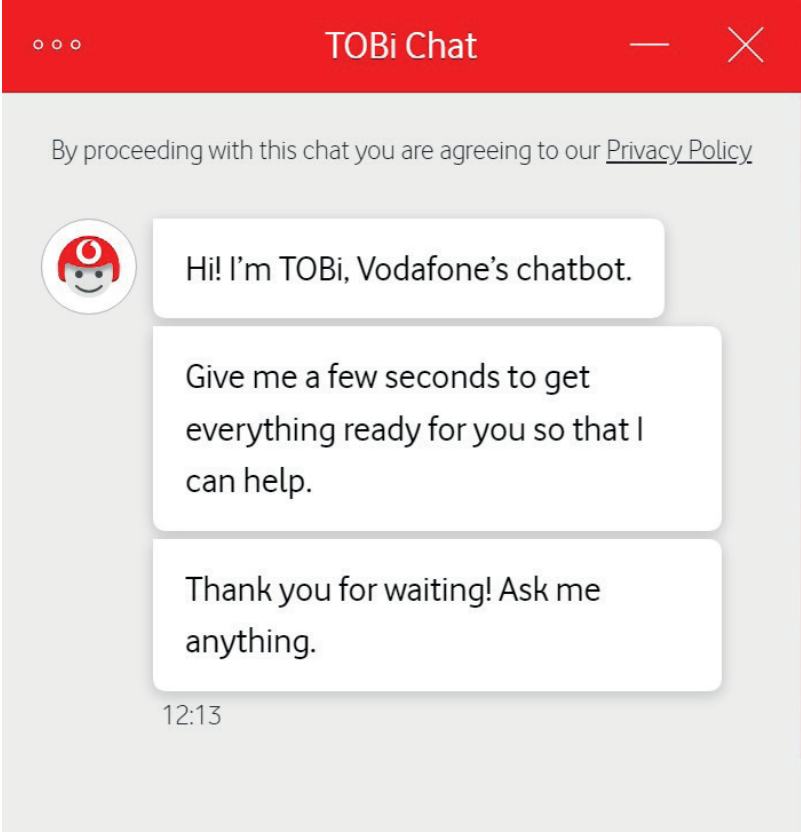 TOBi Chat
By proceeding with this chat you are agreeing to our Privacy Policy
Hi! I’m TOBi, Vodafone’s chatbot.
Give me a few seconds to get
everything ready for you so that I
can help.
Thank you for waiting! Ask me
anything.
12:13